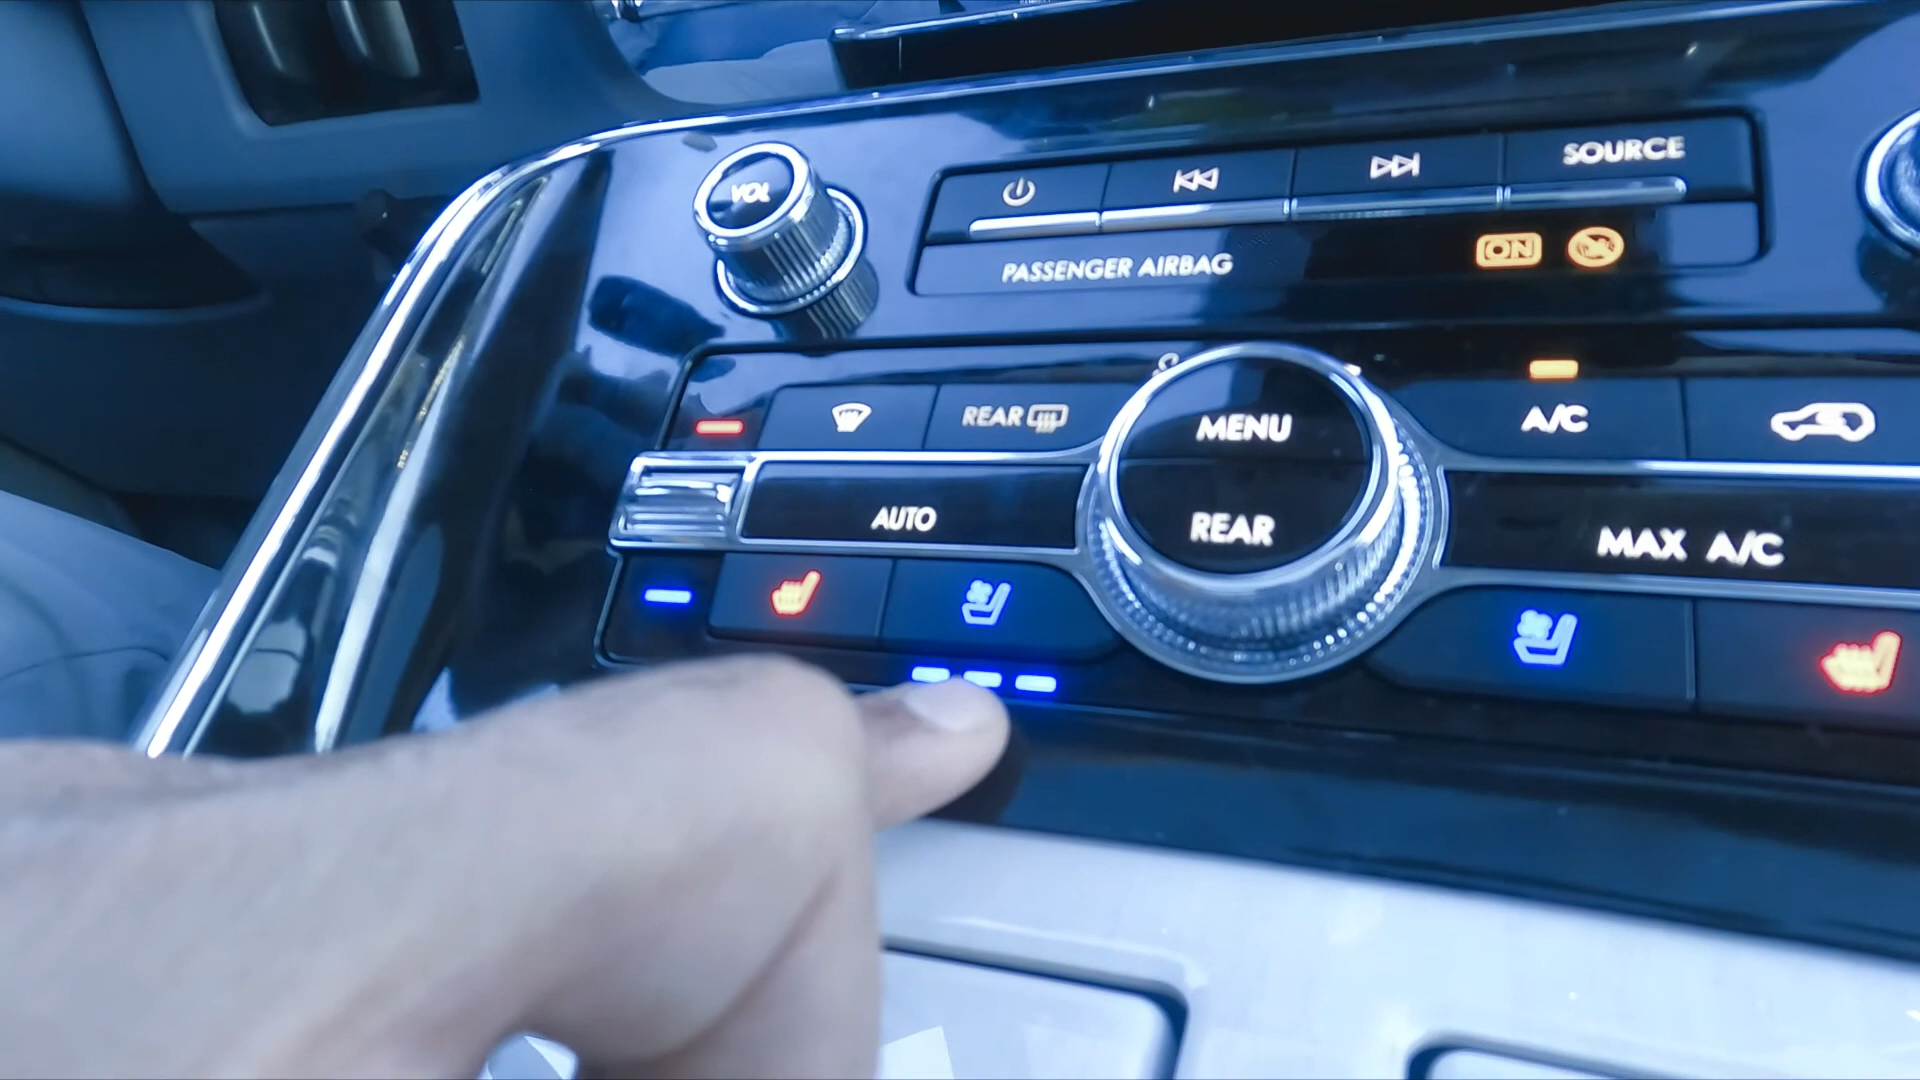 VOL
SOURCE
PASSENGER AIRBAG
ON
REAR
MENU
A/C
AUTO
REAR
MAX A/C